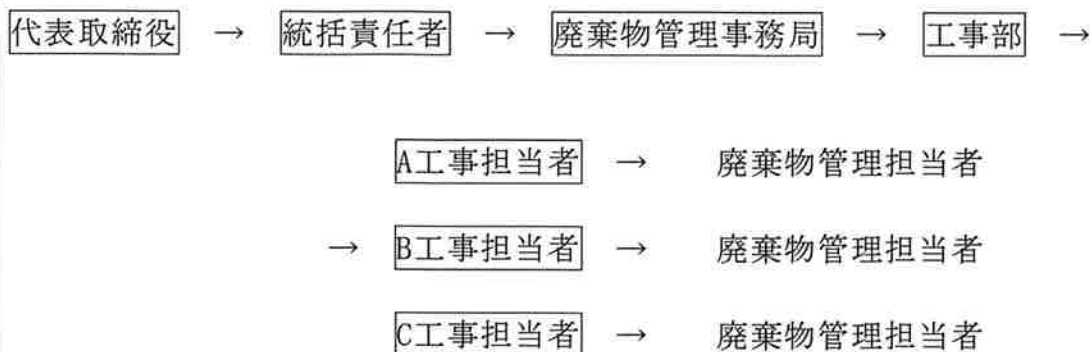 代表取締役 → 統括責任者 → 廃棄物管理事務局 → 工事部 →
A工事担当者 → 廃棄物管理担当者
→ B工事担当者 → 廃棄物管理担当者
C工事担当者 → 廃棄物管理担当者